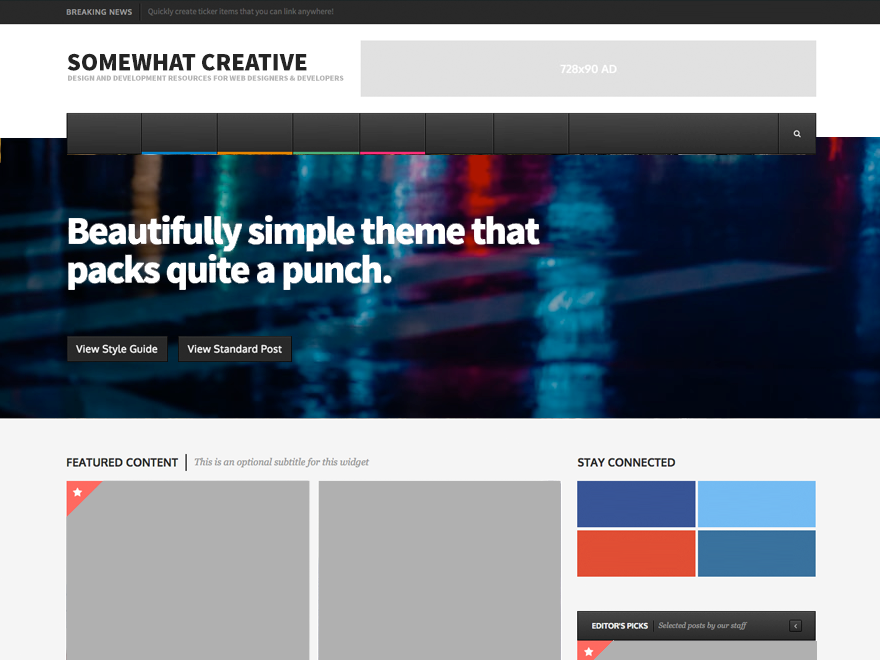 BREAKING NEWS Quickly create ticker items that you can link anywhere!
SOMEWHAT CREATIVE
DESIGN AND DEVELOPMENT RESOURCES FOR WEB DESIGNERS & DEVELOPERS
728x90 AD
Beautifully simple theme that
packs quite a punch.
View Style Guide View Standard Post
FEATURED CONTENT This is an optional subtitle for this widget
STAY CONNECTED
EDITOR'S PICKS Selected posts by our staff